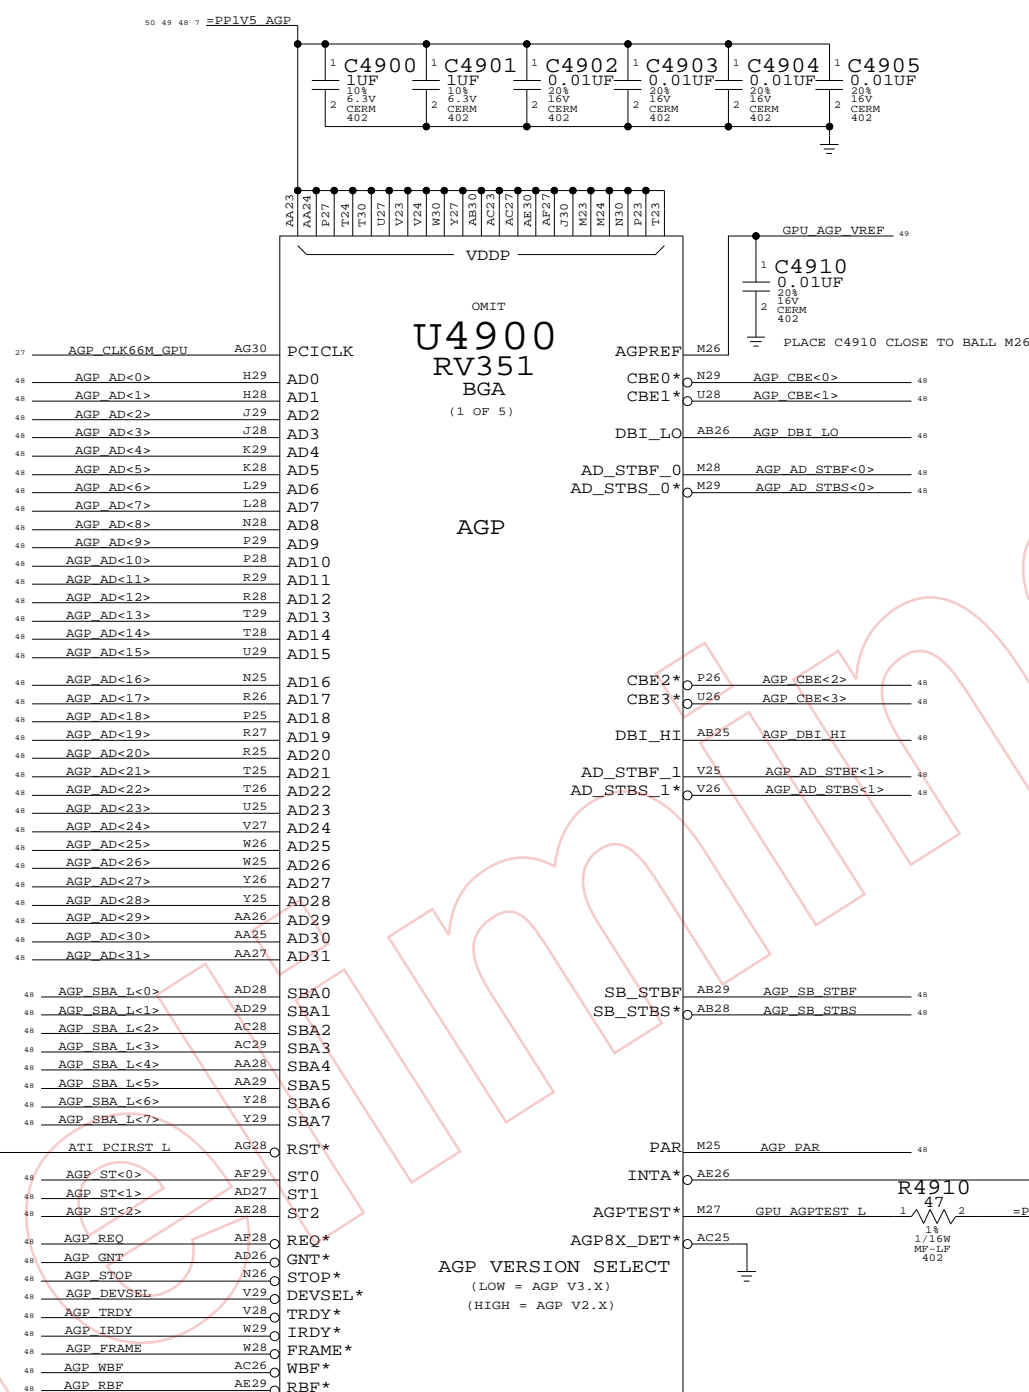 50 49 48 7 =PP1V5_AGP
1 C4900 1UF 10% 6.3V 2 CERM 402
1 C4901 1UF 10% 6.3V 2 CERM 402
1 C4902 0.01UF 20% 16V 2 CERM 402
1 C4903 0.01UF 20% 16V 2 CERM 402
1 C4904 0.01UF 20% 16V 2 CERM 402
1 C4905 0.01UF 20% 16V 2 CERM 402
AA23 AA24 P27 T24 T30 U27 V23 V24 W30 Y27 AB30 AC23 AC27 AE30 AF27 J30 M23 M24 N30 P23 T23
VDDP
GPU_AGP_VREF 49
1 C4910
0.01UF
20%
16V
2 CERM
402
PLACE C4910 CLOSE TO BALL M26
OMIT
U4900
RV351
BGA
(1 OF 5)
AGP
27 AGP_CLK66M_GPU AG30 PCICLK
48 AGP_AD<0> H29 AD0
48 AGP_AD<1> H28 AD1
48 AGP_AD<2> J29 AD2
48 AGP_AD<3> J28 AD3
48 AGP_AD<4> K29 AD4
48 AGP_AD<5> K28 AD5
48 AGP_AD<6> L29 AD6
48 AGP_AD<7> L28 AD7
48 AGP_AD<8> N28 AD8
48 AGP_AD<9> P29 AD9
48 AGP_AD<10> P28 AD10
48 AGP_AD<11> R29 AD11
48 AGP_AD<12> R28 AD12
48 AGP_AD<13> T29 AD13
48 AGP_AD<14> T28 AD14
48 AGP_AD<15> U29 AD15
48 AGP_AD<16> N25 AD16
48 AGP_AD<17> R26 AD17
48 AGP_AD<18> P25 AD18
48 AGP_AD<19> R27 AD19
48 AGP_AD<20> R25 AD20
48 AGP_AD<21> T25 AD21
48 AGP_AD<22> T26 AD22
48 AGP_AD<23> U25 AD23
48 AGP_AD<24> V27 AD24
48 AGP_AD<25> W26 AD25
48 AGP_AD<26> W25 AD26
48 AGP_AD<27> Y26 AD27
48 AGP_AD<28> Y25 AD28
48 AGP_AD<29> AA26 AD29
48 AGP_AD<30> AA25 AD30
48 AGP_AD<31> AA27 AD31
48 AGP_SBA_L<0> AD28 SBA0
48 AGP_SBA_L<1> AD29 SBA1
48 AGP_SBA_L<2> AC28 SBA2
48 AGP_SBA_L<3> AC29 SBA3
48 AGP_SBA_L<4> AA28 SBA4
48 AGP_SBA_L<5> AA29 SBA5
48 AGP_SBA_L<6> Y28 SBA6
48 AGP_SBA_L<7> Y29 SBA7
ATI_PCIRST_L AG28 RST*
48 AGP_ST<0> AF29 ST0
48 AGP_ST<1> AD27 ST1
48 AGP_ST<2> AE28 ST2
48 AGP_REQ AF28 REQ*
48 AGP_GNT AD26 GNT*
48 AGP_STOP N26 STOP*
48 AGP_DEVSEL V29 DEVSEL*
48 AGP_TRDY V28 TRDY*
48 AGP_IRDY W29 IRDY*
48 AGP_FRAME W28 FRAME*
48 AGP_WBF AC26 WBF*
48 AGP_RBF AE29 RBF*
AGPREF M26
CBE0* N29 AGP_CBE<0> 48
CBE1* U28 AGP_CBE<1> 48
DBI_LO AB26 AGP_DBI_LO 48
AD_STBF_0 M28 AGP_AD_STBF<0> 48
AD_STBS_0* M29 AGP_AD_STBS<0> 48
CBE2* P26 AGP_CBE<2> 48
CBE3* U26 AGP_CBE<3> 48
DBI_HI AB25 AGP_DBI_HI 48
AD_STBF_1 V25 AGP_AD_STBF<1> 48
AD_STBS_1* V26 AGP_AD_STBS<1> 48
SB_STBF AB29 AGP_SB_STBF 48
SB_STBS* AB28 AGP_SB_STBS 48
PAR M25 AGP_PAR 48
INTA* AE26
AGPTEST* M27 GPU_AGPTEST_L 1 R4910 47 2 =P
1%
1/16W
MF-LF
402
AGP8X_DET* AC25
AGP VERSION SELECT
(LOW = AGP V3.X)
(HIGH = AGP V2.X)
elimin